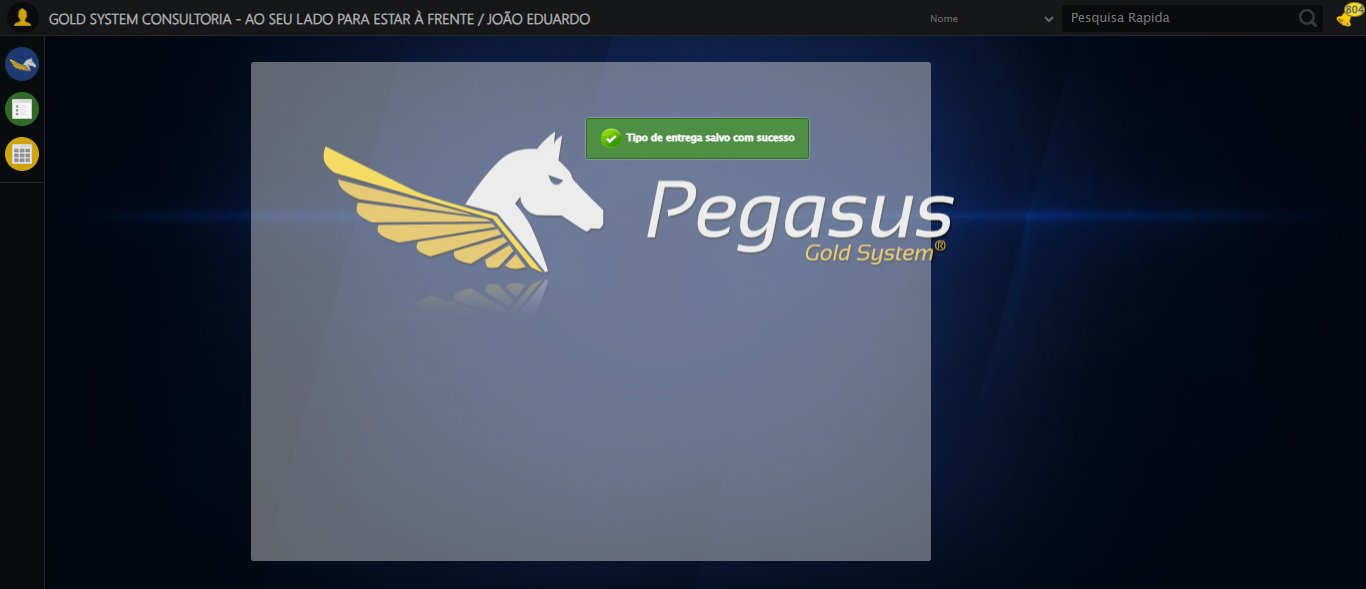 GOLD SYSTEM CONSULTORIA - AO SEU LADO PARA ESTAR À FRENTE / JOÃO EDUARDO
Nome
Pesquisa Rapida
804
Tipo de entrega salvo com sucesso
Pegasus
Gold System®